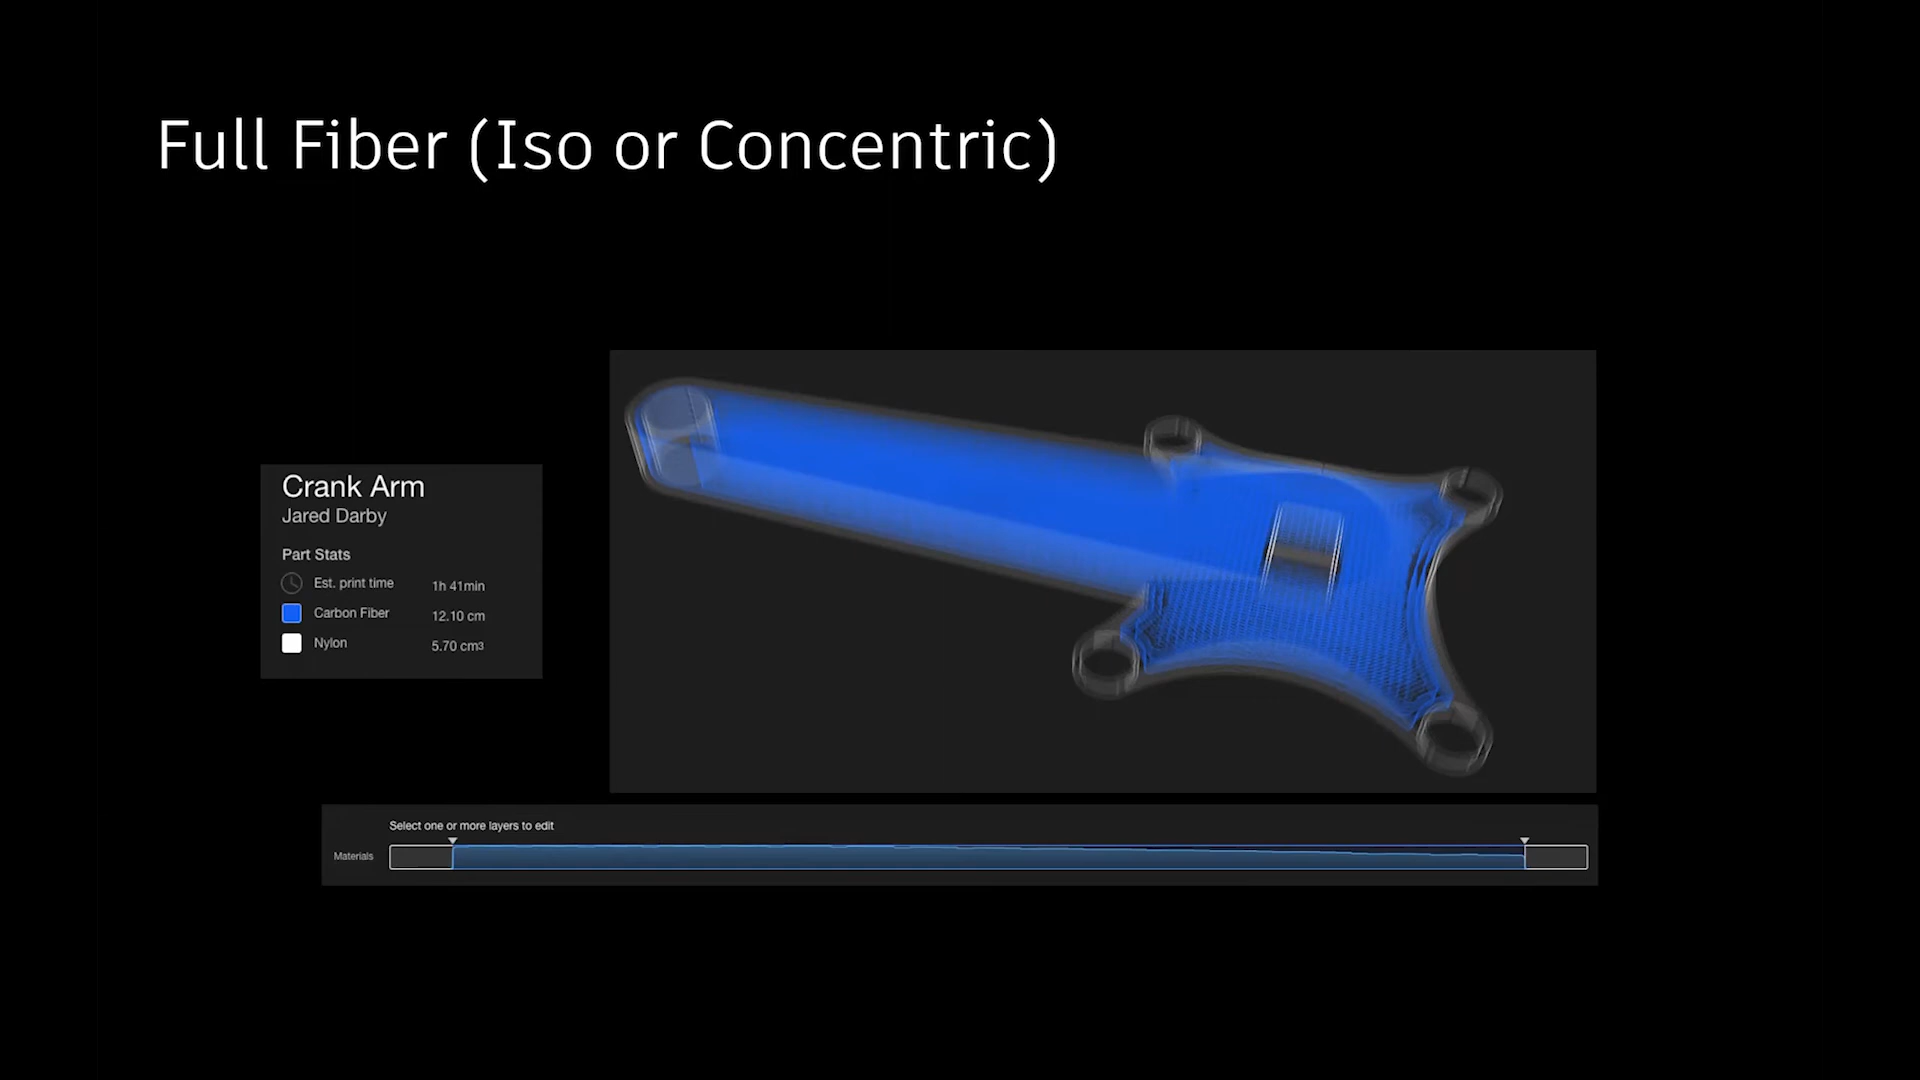 Full Fiber (Iso or Concentric)
Crank Arm
Jared Darby
Part Stats
Est. print time 1h 41min
Carbon Fiber 12.10 cm
Nylon 5.70 cm3
Select one or more layers to edit
Materials